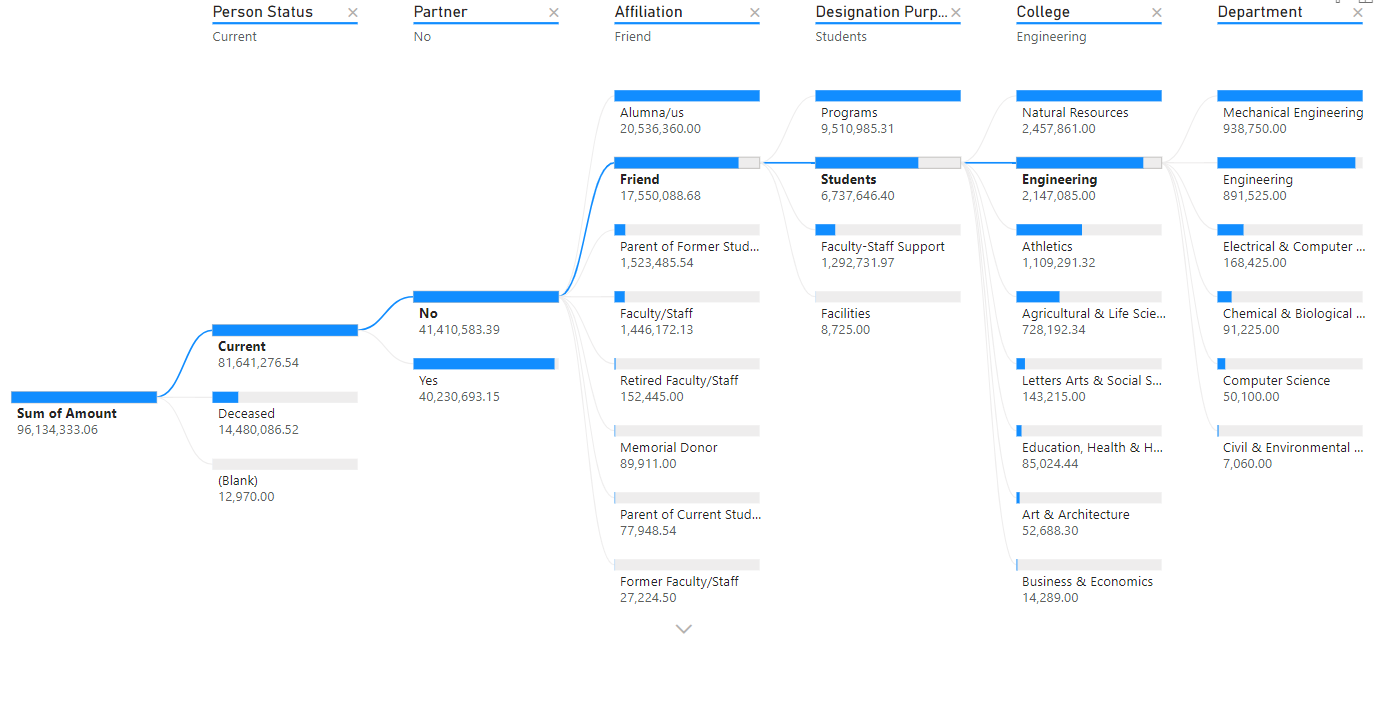 Person Status
Current
Partner
No
Affiliation
Friend
Designation Purp...
Students
College
Engineering
Department
Sum of Amount
96,134,333.06
Current
81,641,276.54
Deceased
14,480,086.52
(Blank)
12,970.00
No
41,410,583.39
Yes
40,230,693.15
Alumna/us
20,536,360.00
Friend
17,550,088.68
Parent of Former Stud...
1,523,485.54
Faculty/Staff
1,446,172.13
Retired Faculty/Staff
152,445.00
Memorial Donor
89,911.00
Parent of Current Stud...
77,948.54
Former Faculty/Staff
27,224.50
Programs
9,510,985.31
Students
6,737,646.40
Faculty-Staff Support
1,292,731.97
Facilities
8,725.00
Natural Resources
2,457,861.00
Engineering
2,147,085.00
Athletics
1,109,291.32
Agricultural & Life Scie...
728,192.34
Letters Arts & Social S...
143,215.00
Education, Health & H...
85,024.44
Art & Architecture
52,688.30
Business & Economics
14,289.00
Mechanical Engineering
938,750.00
Engineering
891,525.00
Electrical & Computer ...
168,425.00
Chemical & Biological ...
91,225.00
Computer Science
50,100.00
Civil & Environmental ...
7,060.00